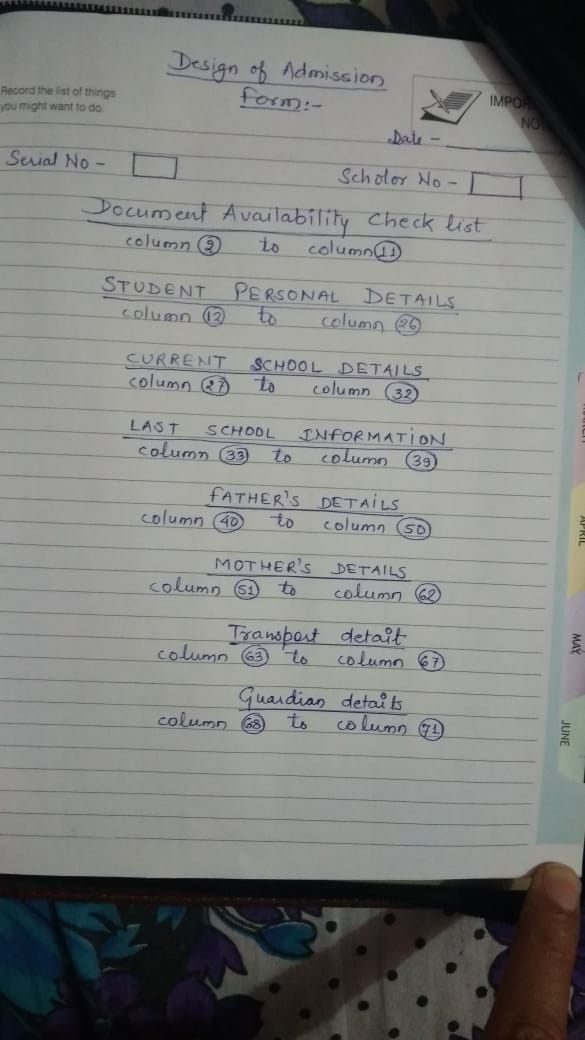 Design of Admission
Form:-
Record the list of things
you might want to do.
IMPOR
NO
Date -
Serial No -
Scholor No -
Document Availability Check list
column 2 to column 11
STUDENT PERSONAL DETAILS
column 12 to column 26
CURRENT SCHOOL DETAILS
column 27 to column 32
LAST SCHOOL INFORMATION
column 33 to column 39
FATHER'S DETAILS
column 40 to column 50
MOTHER'S DETAILS
column 51 to column 62
Transport detail
column 63 to column 67
Guardian details
column 68 to column 71
APRIL
MAY
JUNE